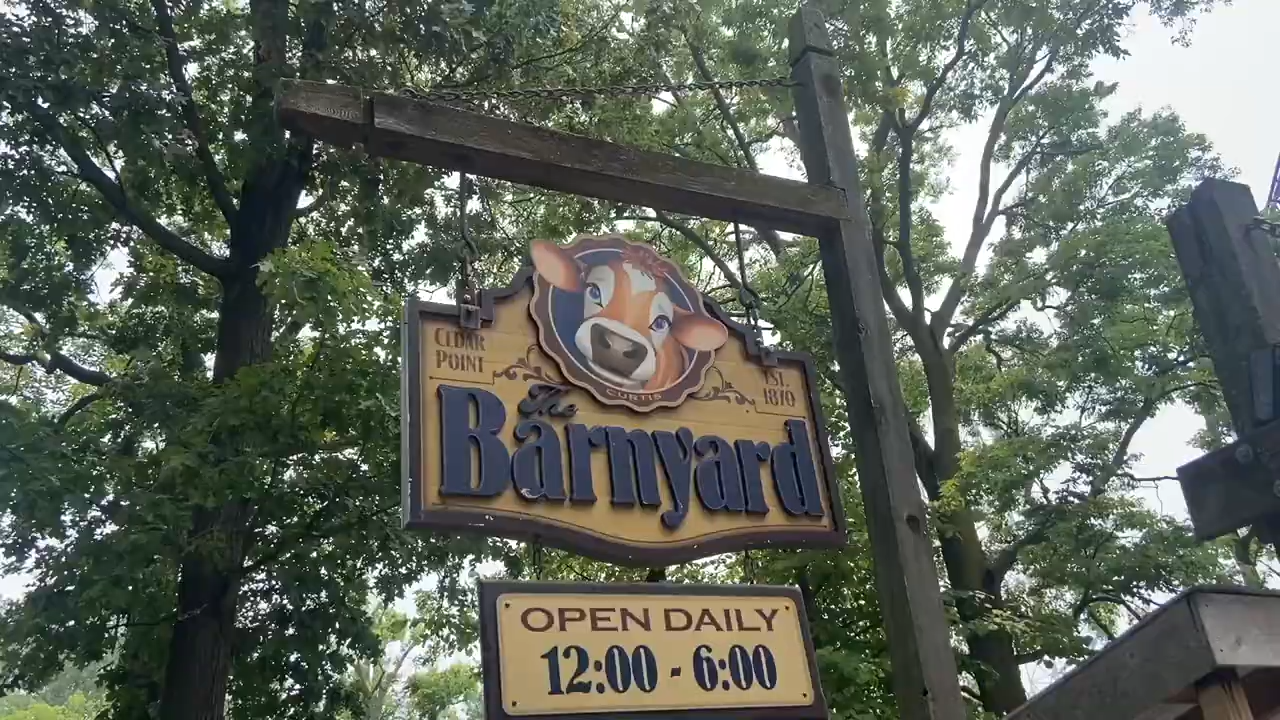 CURTIS
CEDAR
POINT
EST.
1870
The
Barnyard
OPEN DAILY
12:00 - 6:00